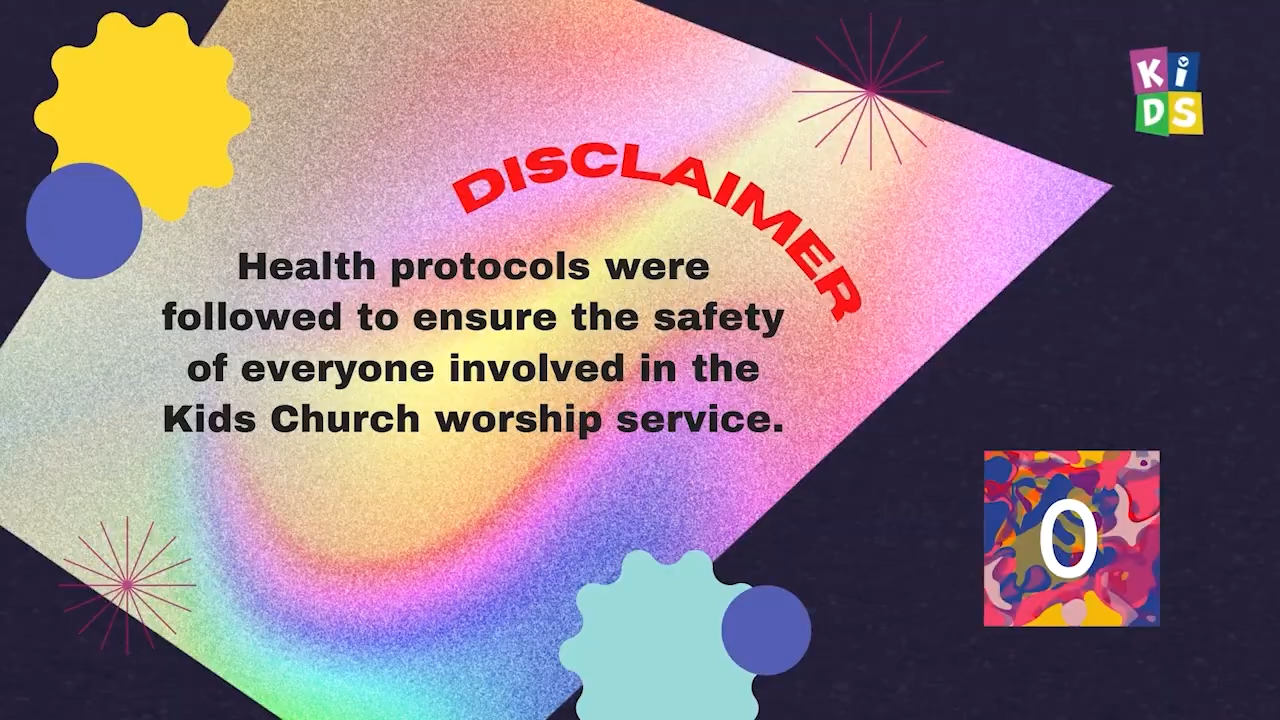 KiDS
DISCLAIMER
Health protocols were
followed to ensure the safety
of everyone involved in the
Kids Church worship service.
0